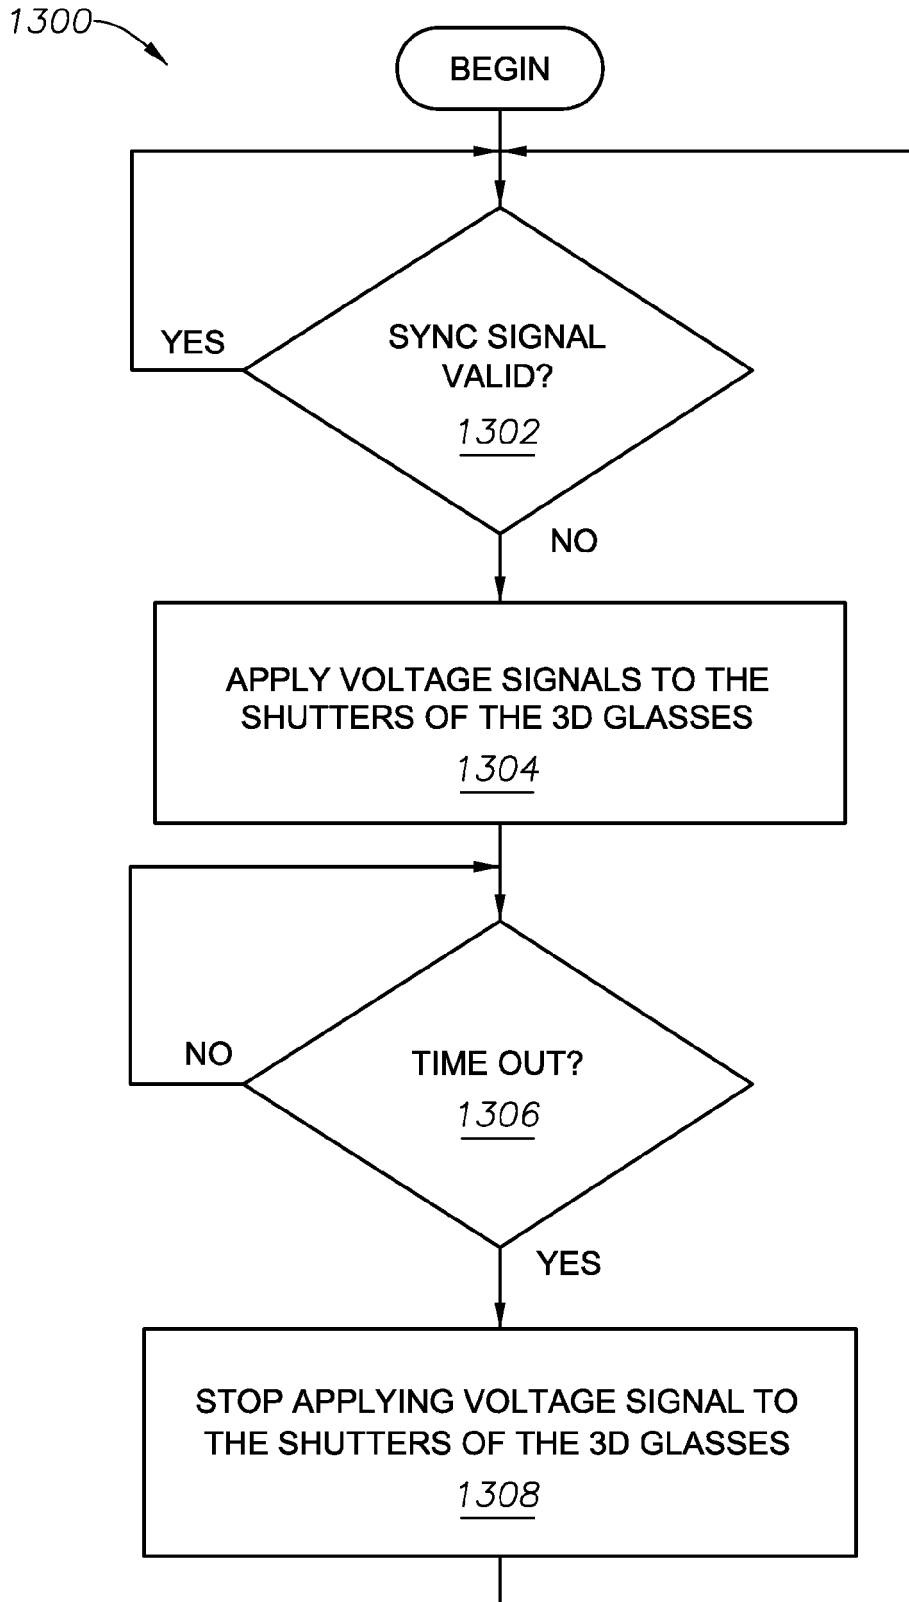 1300
BEGIN
YES
SYNC SIGNAL
VALID?
1302
NO
APPLY VOLTAGE SIGNALS TO THE
SHUTTERS OF THE 3D GLASSES
1304
NO
TIME OUT?
1306
YES
STOP APPLYING VOLTAGE SIGNAL TO
THE SHUTTERS OF THE 3D GLASSES
1308